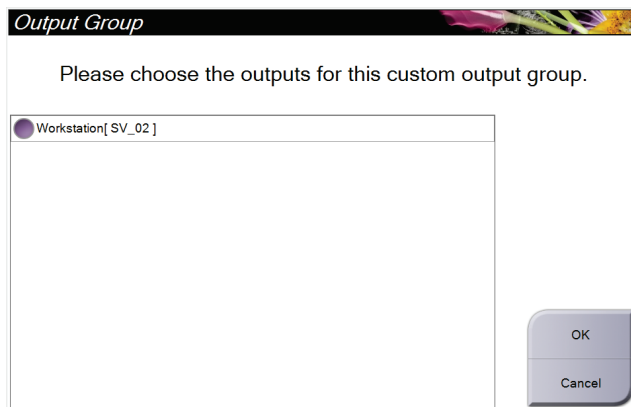 Output Group
Please choose the outputs for this custom output group.
Workstation[ SV_02 ]
OK
Cancel